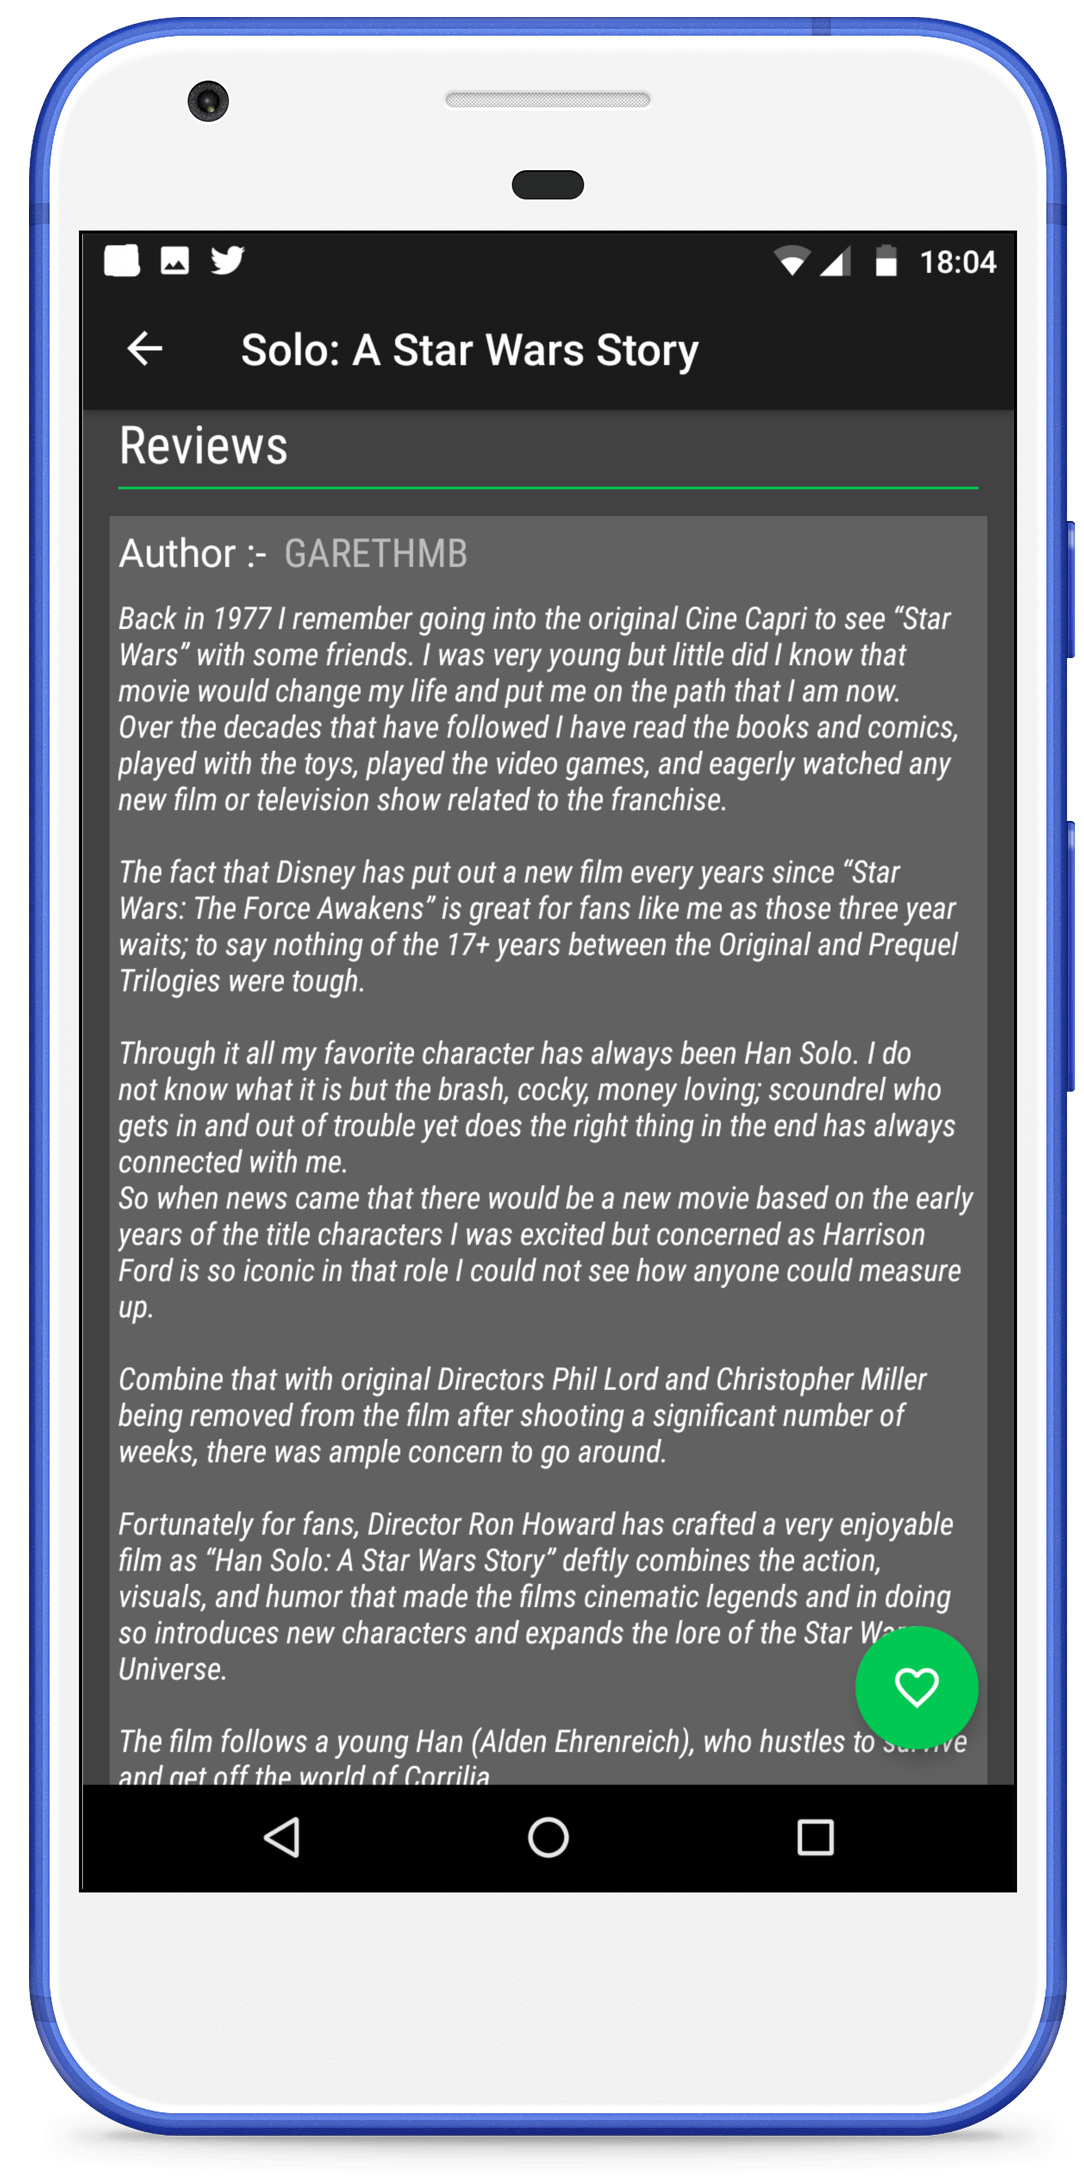 18:04
Solo: A Star Wars Story
Reviews
Author :- GARETHMB
Back in 1977 I remember going into the original Cine Capri to see “Star
Wars” with some friends. I was very young but little did I know that
movie would change my life and put me on the path that I am now.
Over the decades that have followed I have read the books and comics,
played with the toys, played the video games, and eagerly watched any
new film or television show related to the franchise.
The fact that Disney has put out a new film every years since “Star
Wars: The Force Awakens” is great for fans like me as those three year
waits; to say nothing of the 17+ years between the Original and Prequel
Trilogies were tough.
Through it all my favorite character has always been Han Solo. I do
not know what it is but the brash, cocky, money loving; scoundrel who
gets in and out of trouble yet does the right thing in the end has always
connected with me.
So when news came that there would be a new movie based on the early
years of the title characters I was excited but concerned as Harrison
Ford is so iconic in that role I could not see how anyone could measure
up.
Combine that with original Directors Phil Lord and Christopher Miller
being removed from the film after shooting a significant number of
weeks, there was ample concern to go around.
Fortunately for fans, Director Ron Howard has crafted a very enjoyable
film as “Han Solo: A Star Wars Story” deftly combines the action,
visuals, and humor that made the films cinematic legends and in doing
so introduces new characters and expands the lore of the Star Wars
Universe.
The film follows a young Han (Alden Ehrenreich), who hustles to survive
and get off the world of Corrilia